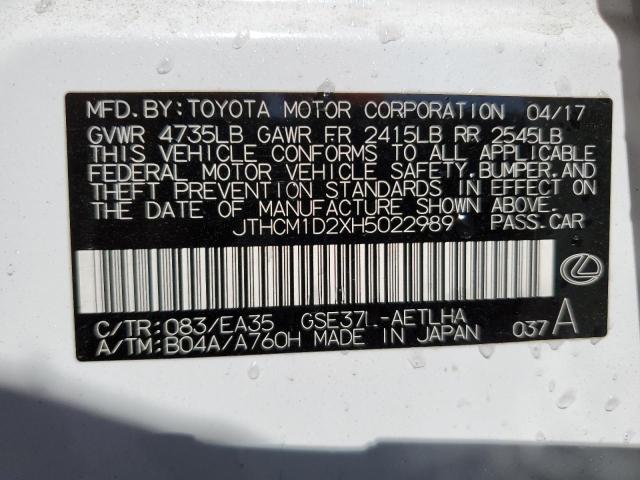 MFD. BY: TOYOTA MOTOR CORPORATION 04/17
GVWR 4735LB GAWR FR 2415LB RR 2545LB
THIS VEHICLE CONFORMS TO ALL APPLICABLE
FEDERAL MOTOR VEHICLE SAFETY, BUMPER, AND
THEFT PREVENTION STANDARDS IN EFFECT ON
THE DATE OF MANUFACTURE SHOWN ABOVE.
JTHCM1D2XH5022989 PASS. CAR
C/TR: 083/EA35 GSE37L-AETLHA
A/TM: B04A/A760H MADE IN JAPAN 037 A